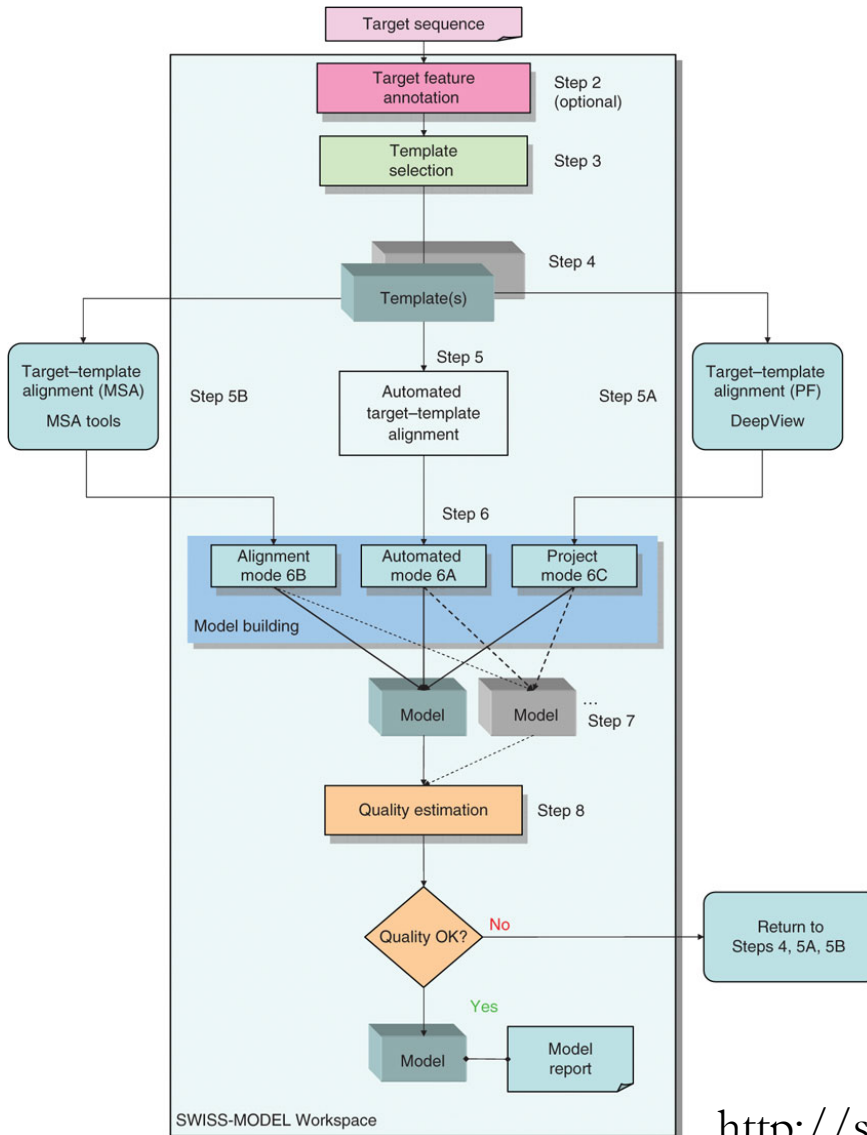 Target sequence
Target feature
annotation
Step 2
(optional)
Template
selection
Step 3
Step 4
Template(s)
Step 5
Target–template
alignment (MSA)
MSA tools
Step 5B
Automated
target–template
alignment
Step 5A
Target–template
alignment (PF)
DeepView
Step 6
Alignment
mode 6B
Automated
mode 6A
Project
mode 6C
Model building
Model
Model
...
Step 7
Quality estimation
Step 8
Quality OK?
No
Return to
Steps 4, 5A, 5B
Yes
Model
Model
report
SWISS-MODEL Workspace
http://s